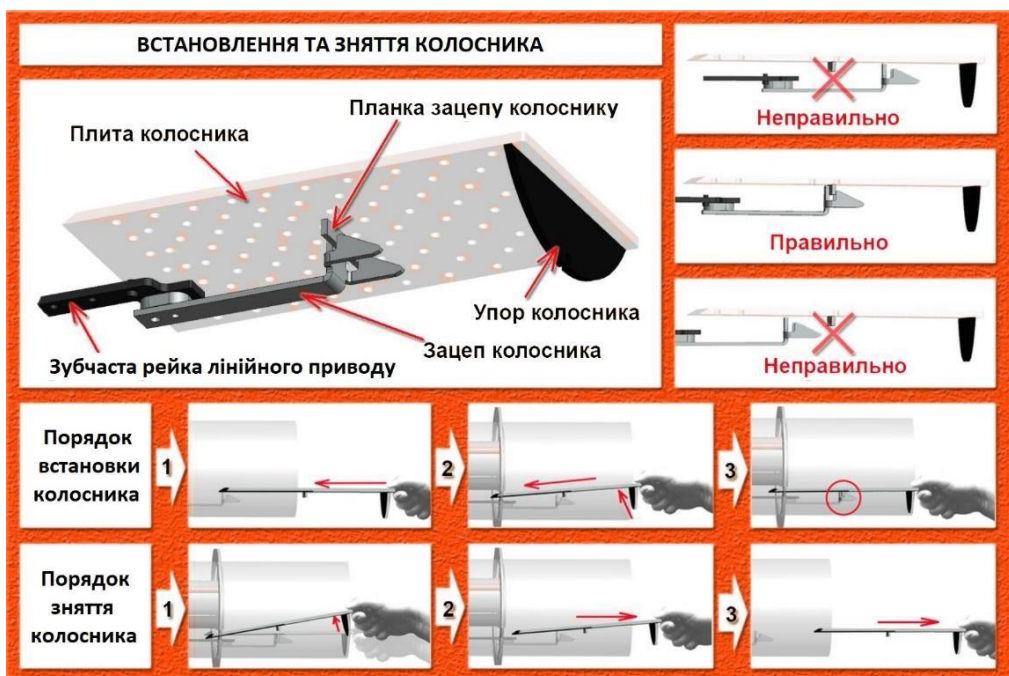 ВСТАНОВЛЕННЯ ТА ЗНЯТТЯ КОЛОСНИКА
Плита колосника
Планка зацепу колоснику
Упор колосника
Зацеп колосника
Зубчаста рейка лінійного приводу
Неправильно
Правильно
Неправильно
Порядок
встановки
колосника
1
2
3
Порядок
зняття
колосника
1
2
3